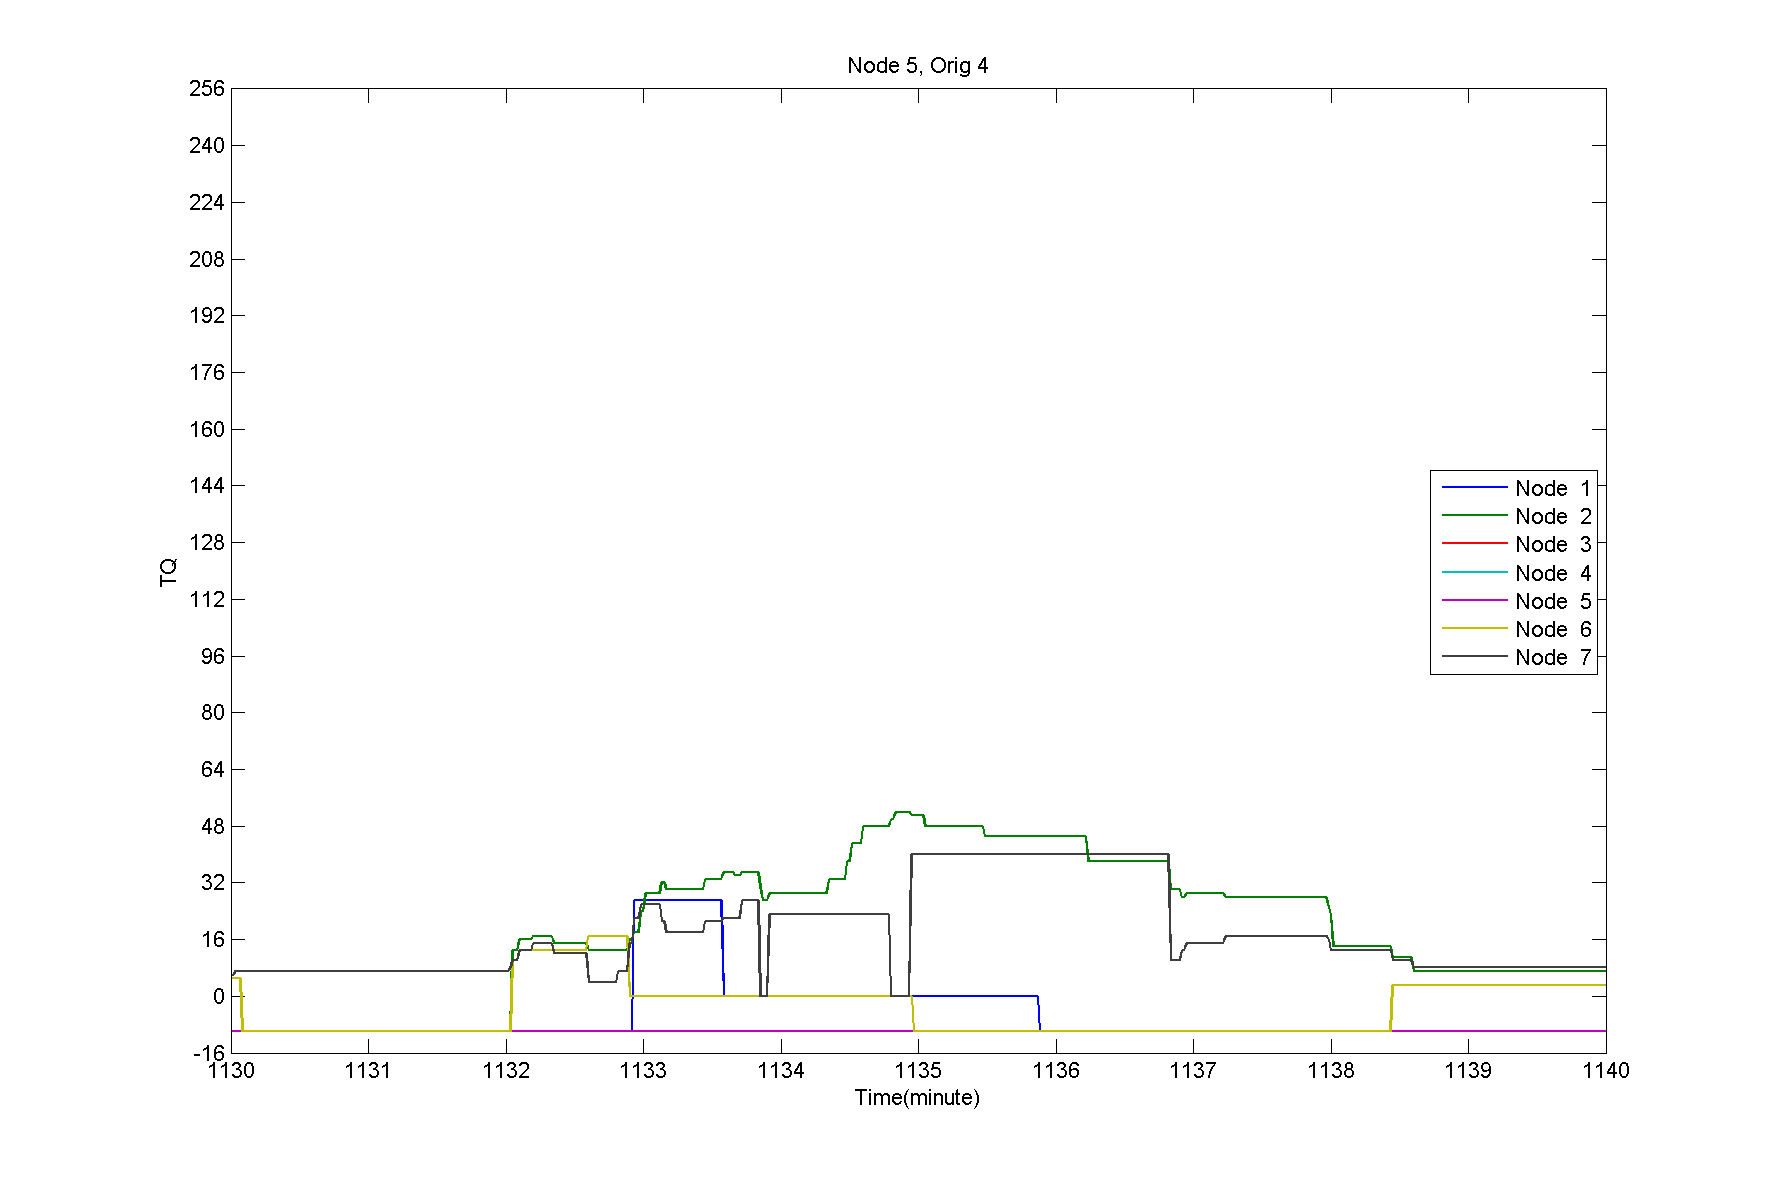 Node 5, Orig 4
256
240
224
208
192
176
160
144
128
112
96
80
64
48
32
16
0
-16
TQ
Node 1
Node 2
Node 3
Node 4
Node 5
Node 6
Node 7
1130 1131 1132 1133 1134 1135 1136 1137 1138 1139 1140
Time(minute)